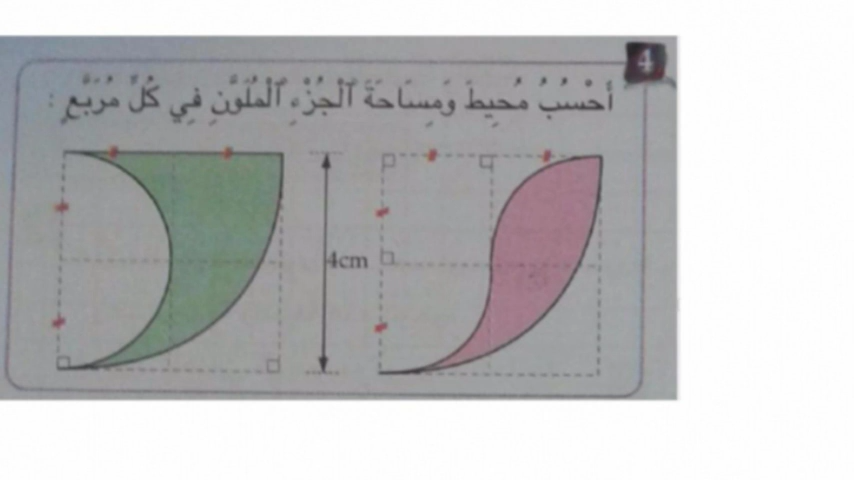 4
أَحْسُبُ مُحِيطَ وَمِسَاحَةَ ٱلْجُزْءِ ٱلْمُلَوَّنِ فِي كُلِّ مُرَبَّعٍ :
4cm